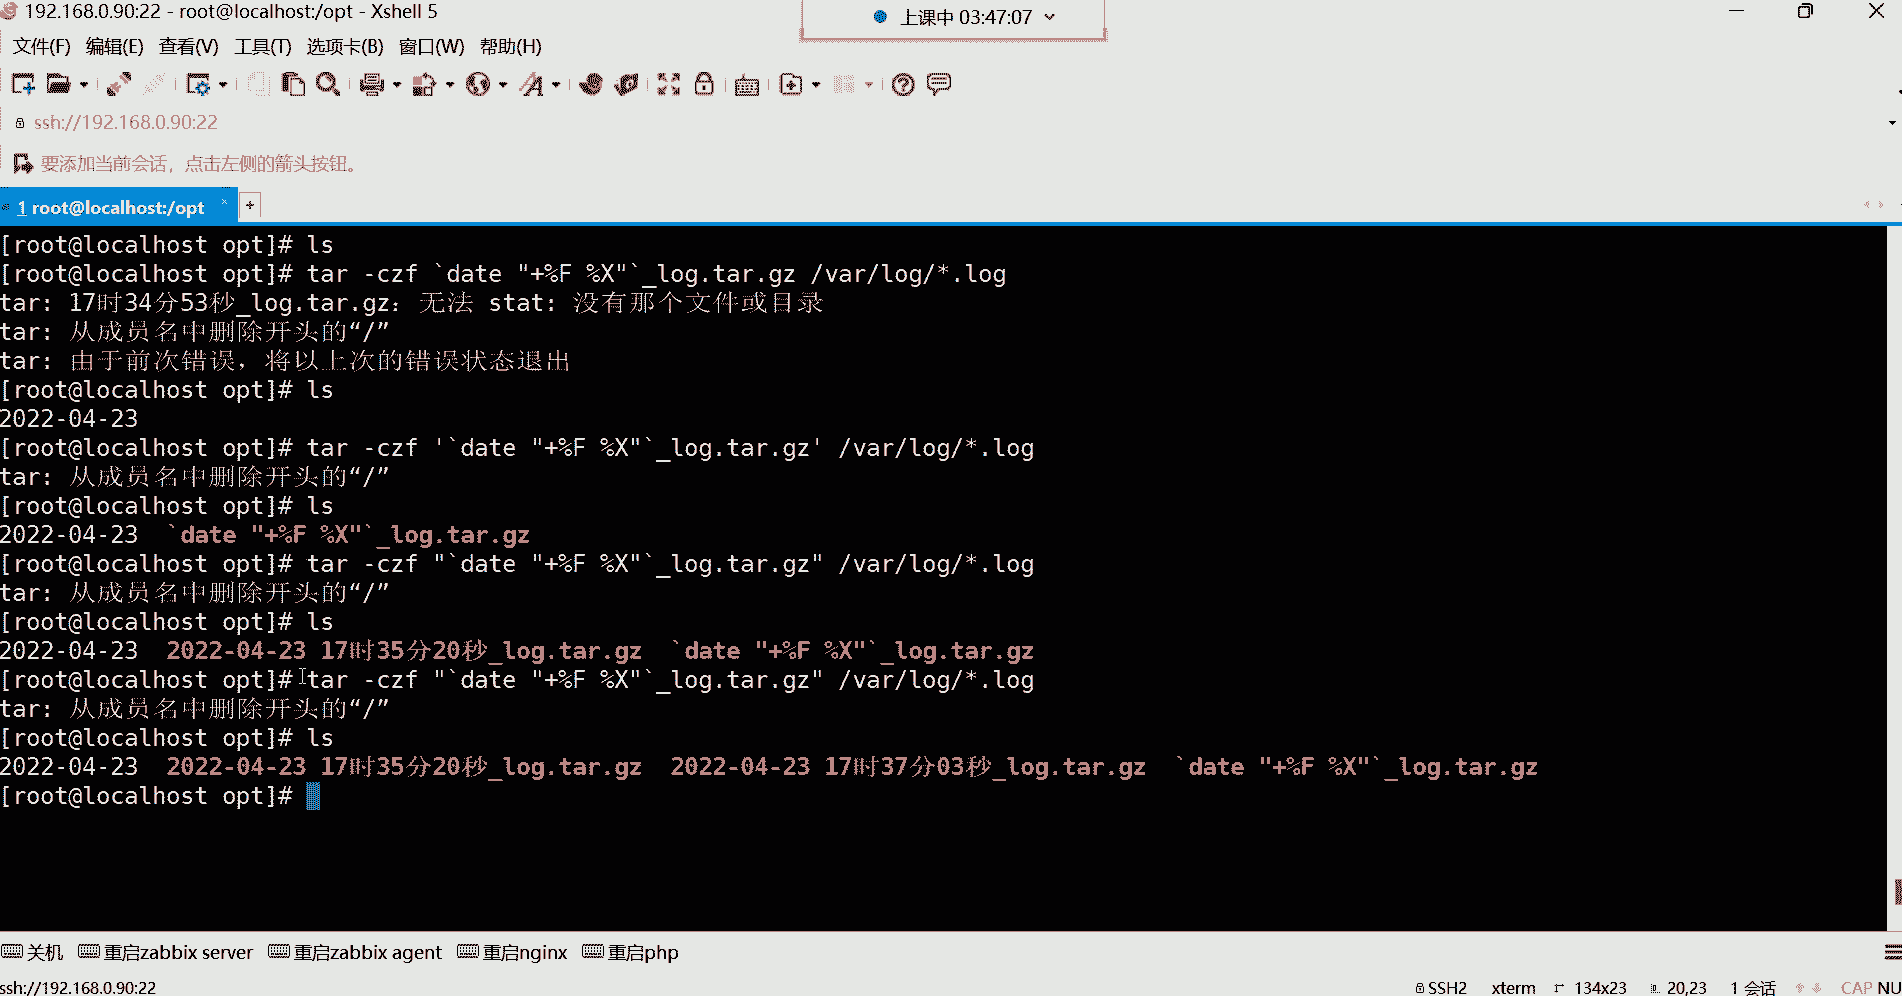 192.168.0.90:22 - root@localhost:/opt - Xshell 5
上课中 03:47:07
文件(F) 编辑(E) 查看(V) 工具(T) 选项卡(B) 窗口(W) 帮助(H)
ssh://192.168.0.90:22
要添加当前会话，点击左侧的箭头按钮。
1 root@localhost:/opt × +
[root@localhost opt]# ls
[root@localhost opt]# tar -czf `date "+%F %X"`_log.tar.gz /var/log/*.log
tar: 17时34分53秒_log.tar.gz：无法 stat: 没有那个文件或目录
tar: 从成员名中删除开头的“/”
tar: 由于前次错误，将以上次的错误状态退出
[root@localhost opt]# ls
2022-04-23
[root@localhost opt]# tar -czf '`date "+%F %X"`_log.tar.gz' /var/log/*.log
tar: 从成员名中删除开头的“/”
[root@localhost opt]# ls
2022-04-23  `date "+%F %X"`_log.tar.gz
[root@localhost opt]# tar -czf "`date "+%F %X"`_log.tar.gz" /var/log/*.log
tar: 从成员名中删除开头的“/”
[root@localhost opt]# ls
2022-04-23  2022-04-23 17时35分20秒_log.tar.gz  `date "+%F %X"`_log.tar.gz
[root@localhost opt]# tar -czf "`date "+%F %X"`_log.tar.gz" /var/log/*.log
tar: 从成员名中删除开头的“/”
[root@localhost opt]# ls
2022-04-23  2022-04-23 17时35分20秒_log.tar.gz  2022-04-23 17时37分03秒_log.tar.gz  `date "+%F %X"`_log.tar.gz
[root@localhost opt]#
关机 重启zabbix server 重启zabbix agent 重启nginx 重启php
ssh://192.168.0.90:22 SSH2 xterm 134x23 20,23 1 会话 CAP NU